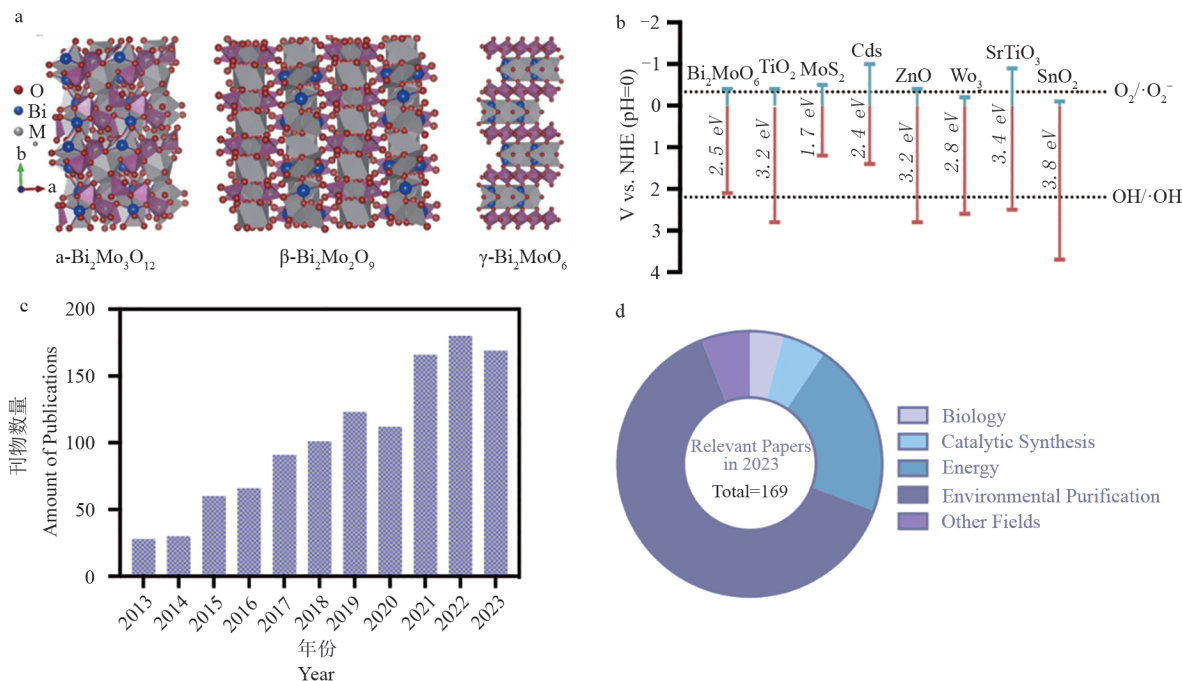 a
O
Bi
M
b
a
a-Bi₂Mo₃O₁₂
β-Bi₂Mo₂O₉
γ-Bi₂MoO₆
b
V vs. NHE (pH=0)
−2
−1
0
1
2
3
4
Bi₂MoO₆
TiO₂
MoS₂
Cds
ZnO
Wo₃
SrTiO₃
SnO₂
2.5 eV
3.2 eV
1.7 eV
2.4 eV
3.2 eV
2.8 eV
3.4 eV
3.8 eV
O₂/·O₂⁻
OH/·OH
c
刊物数量
Amount of Publications
200
150
100
50
0
2013
2014
2015
2016
2017
2018
2019
2020
2021
2022
2023
年份
Year
d
Relevant Papers
in 2023
Total=169
Biology
Catalytic Synthesis
Energy
Environmental Purification
Other Fields